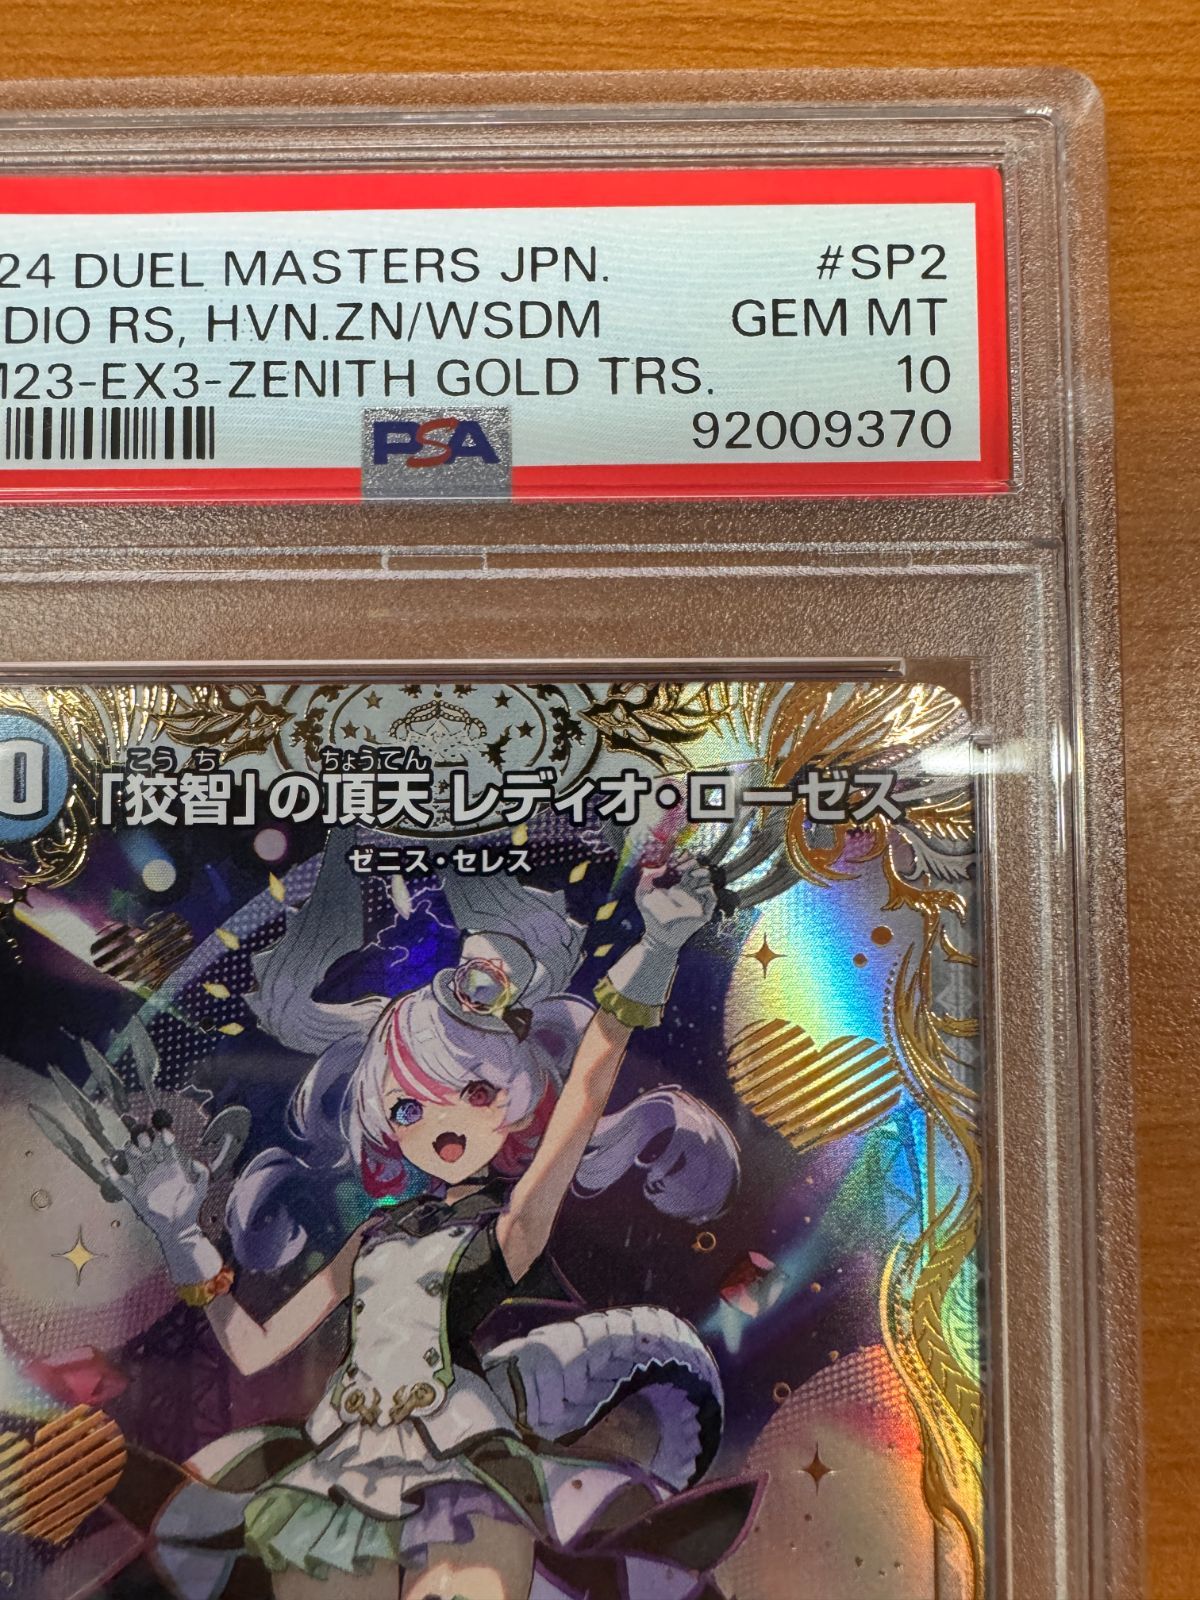 24 DUEL MASTERS JPN. #SP2
DIO RS, HVN.ZN/WSDM GEM MT
M23-EX3-ZENITH GOLD TRS. 10
PSA 92009370
こうち ちょうてん
「狡智」の頂天 レディオ・ローゼス
ゼニス・セレス